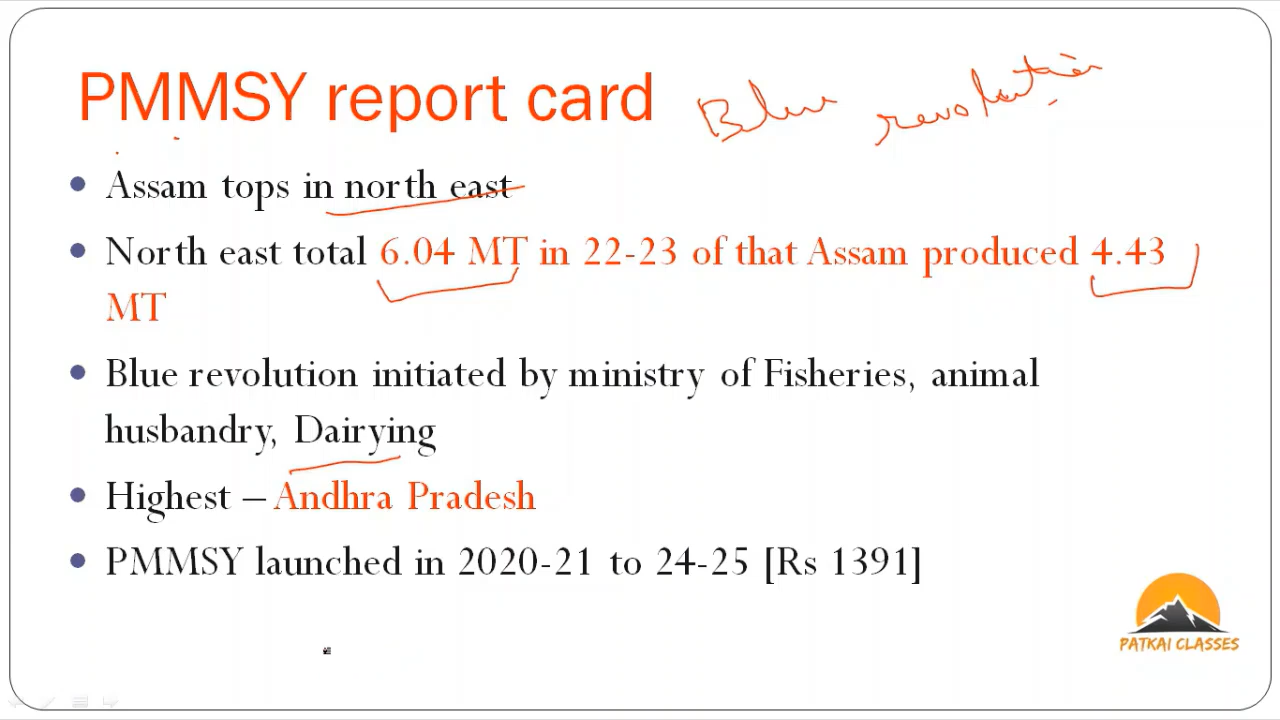 PMMSY report card
Blue revolution
Assam tops in north east
North east total 6.04 MT in 22-23 of that Assam produced 4.43
MT
Blue revolution initiated by ministry of Fisheries, animal
husbandry, Dairying
Highest – Andhra Pradesh
PMMSY launched in 2020-21 to 24-25 [Rs 1391]
PATKAI CLASSES